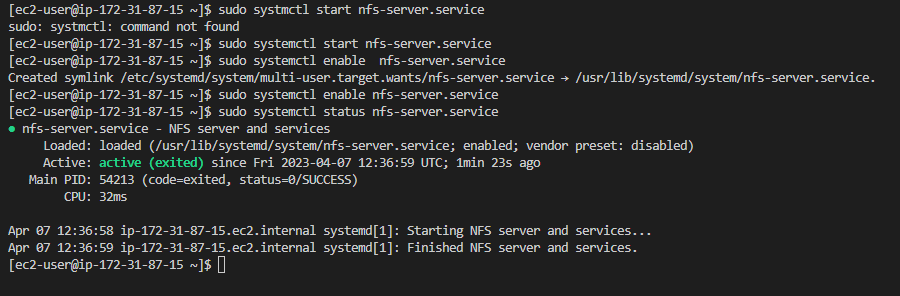 [ec2-user@ip-172-31-87-15 ~]$ sudo systmctl start nfs-server.service
sudo: systmctl: command not found
[ec2-user@ip-172-31-87-15 ~]$ sudo systemctl start nfs-server.service
[ec2-user@ip-172-31-87-15 ~]$ sudo systemctl enable  nfs-server.service
Created symlink /etc/systemd/system/multi-user.target.wants/nfs-server.service → /usr/lib/systemd/system/nfs-server.service.
[ec2-user@ip-172-31-87-15 ~]$ sudo systemctl enable nfs-server.service
[ec2-user@ip-172-31-87-15 ~]$ sudo systemctl status nfs-server.service
● nfs-server.service - NFS server and services
     Loaded: loaded (/usr/lib/systemd/system/nfs-server.service; enabled; vendor preset: disabled)
     Active: active (exited) since Fri 2023-04-07 12:36:59 UTC; 1min 23s ago
   Main PID: 54213 (code=exited, status=0/SUCCESS)
        CPU: 32ms
Apr 07 12:36:58 ip-172-31-87-15.ec2.internal systemd[1]: Starting NFS server and services...
Apr 07 12:36:59 ip-172-31-87-15.ec2.internal systemd[1]: Finished NFS server and services.
[ec2-user@ip-172-31-87-15 ~]$